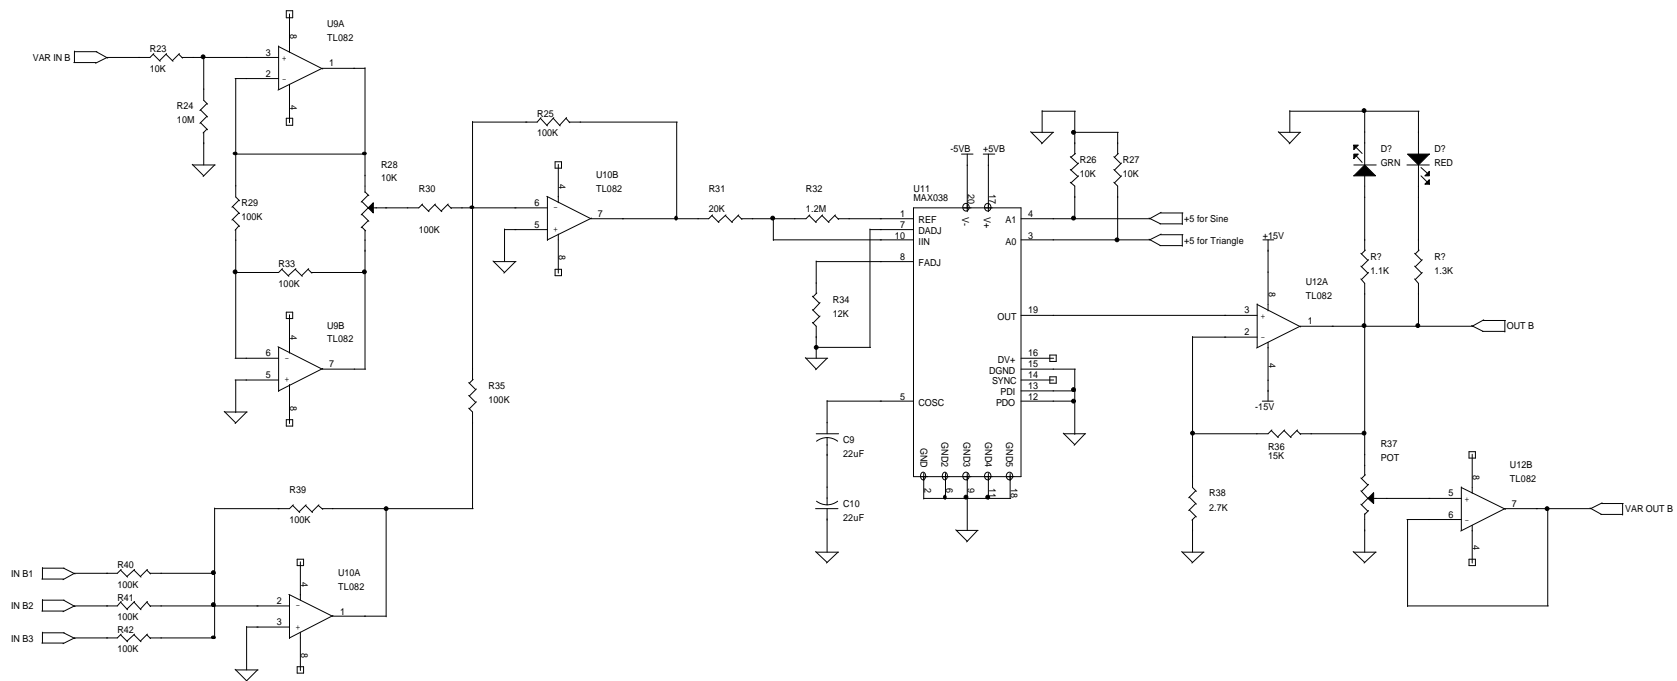 VAR IN B
R23
10K
R24
10M
3
2
1
8
4
U9A
TL082
R28
10K
R29
100K
R33
100K
U9B
TL082
6
5
7
4
8
R30
100K
R25
100K
U10B
TL082
6
5
7
4
8
R31
20K
R32
1.2M
R35
100K
R39
100K
IN B1
R40
100K
IN B2
R41
100K
IN B3
R42
100K
U10A
TL082
2
3
1
4
8
U11
MAX038
-5VB
+5VB
20
17
V-
V+
1
REF
7
DADJ
10
IIN
8
FADJ
5
COSC
A1
4
A0
3
OUT
19
DV+
16
DGND
15
SYNC
14
PDI
13
PDO
12
GND
GND2
GND3
GND4
GND5
2
6
9
11
18
R34
12K
C9
22uF
C10
22uF
R26
10K
R27
10K
+5 for Sine
+5 for Triangle
+15V
U12A
TL082
3
2
1
8
4
-15V
D?
GRN
D?
RED
R?
1.1K
R?
1.3K
OUT B
R36
15K
R37
POT
R38
2.7K
U12B
TL082
5
6
7
8
4
VAR OUT B